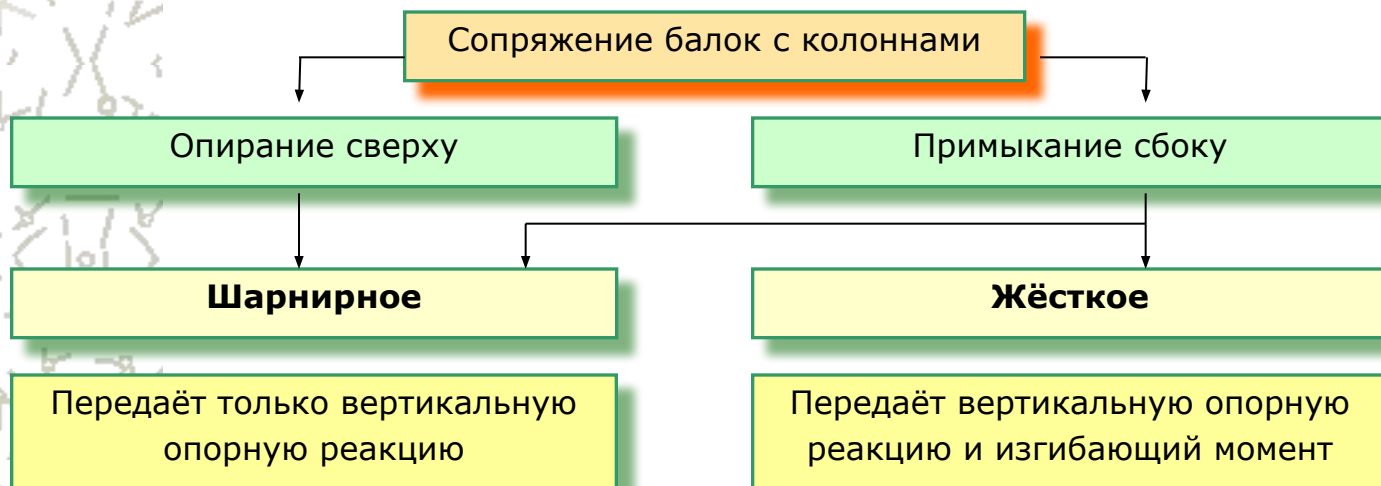 Сопряжение балок с колоннами
Опирание сверху
Примыкание сбоку
Шарнирное
Жёсткое
Передаёт только вертикальную
опорную реакцию
Передаёт вертикальную опорную
реакцию и изгибающий момент